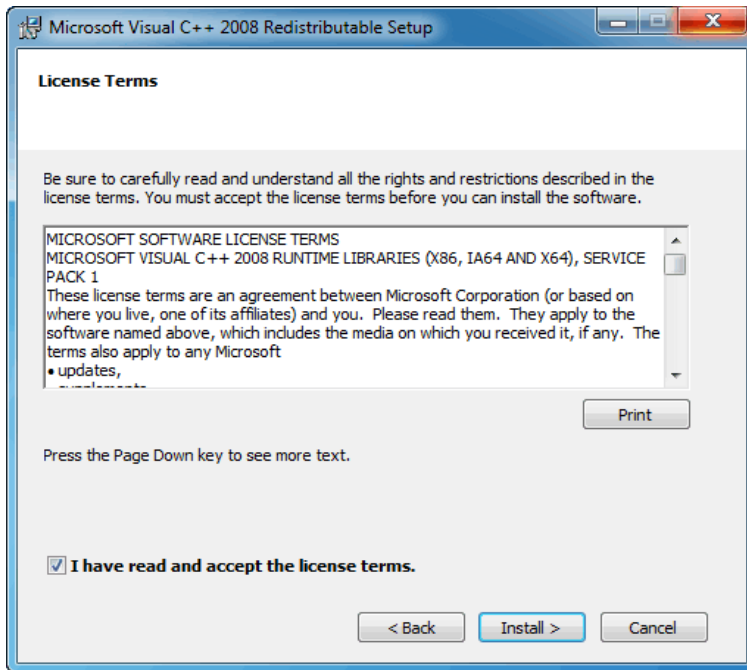 Microsoft Visual C++ 2008 Redistributable Setup
License Terms
Be sure to carefully read and understand all the rights and restrictions described in the
license terms. You must accept the license terms before you can install the software.
MICROSOFT SOFTWARE LICENSE TERMS
MICROSOFT VISUAL C++ 2008 RUNTIME LIBRARIES (X86, IA64 AND X64), SERVICE
PACK 1
These license terms are an agreement between Microsoft Corporation (or based on
where you live, one of its affiliates) and you.  Please read them.  They apply to the
software named above, which includes the media on which you received it, if any.  The
terms also apply to any Microsoft
• updates,
Print
Press the Page Down key to see more text.
I have read and accept the license terms.
< Back
Install >
Cancel